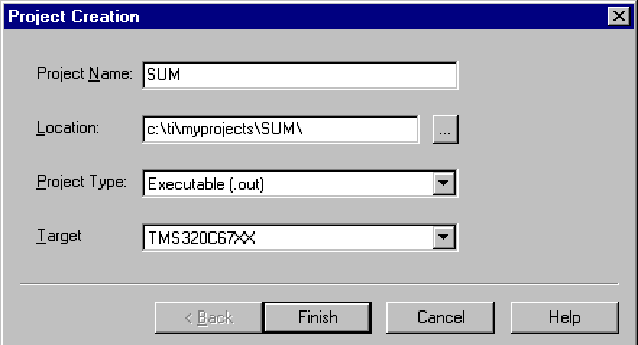 Project Creation
Project Name: SUM
Location: c:\ti\myprojects\SUM\ ...
Project Type: Executable (.out)
Target TMS320C67XX
< Back Finish Cancel Help